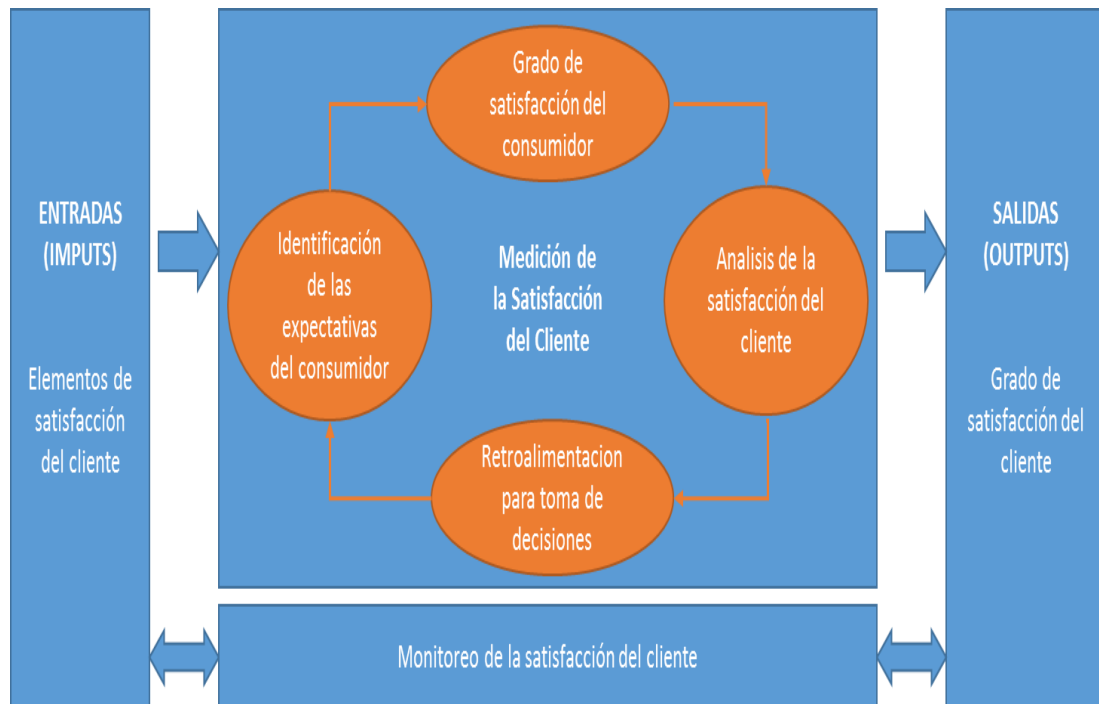 ENTRADAS
(IMPUTS)
Elementos de
satisfacción
del cliente
Grado de
satisfacción del
consumidor
Identificación
de las
expectativas
del consumidor
Medición de
la Satisfacción
del Cliente
Analisis de la
satisfacción del
cliente
Retroalimentacion
para toma de
decisiones
SALIDAS
(OUTPUTS)
Grado de
satisfacción del
cliente
Monitoreo de la satisfacción del cliente